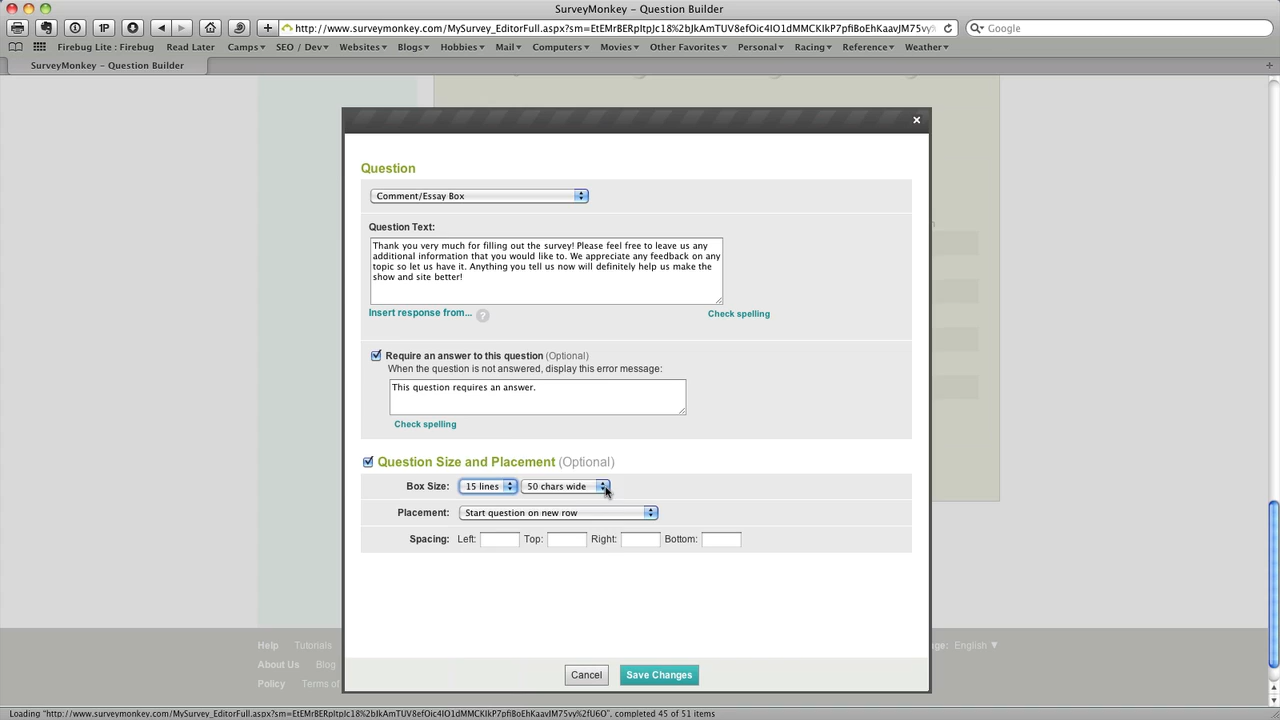 SurveyMonkey – Question Builder
http://www.surveymonkey.com/MySurvey_EditorFull.aspx?sm=EtEMrBERpItpJc18%2bJkAmTUV8efOic4IO1dMMCKIkP7pfiBoEhKaavJM75vy%
Google
Firebug Lite : Firebug Read Later Camps SEO / Dev Websites Blogs Hobbies Mail Computers Movies Other Favorites Personal Racing Reference Weather
SurveyMonkey – Question Builder
Question
Comment/Essay Box
Question Text:
Thank you very much for filling out the survey! Please feel free to leave us any
additional information that you would like to. We appreciate any feedback on any
topic so let us have it. Anything you tell us now will definitely help us make the
show and site better!
Insert response from... ?
Check spelling
Require an answer to this question (Optional)
When the question is not answered, display this error message:
This question requires an answer.
Check spelling
Question Size and Placement (Optional)
Box Size: 15 lines 50 chars wide
Placement: Start question on new row
Spacing: Left: Top: Right: Bottom:
Help Tutorials
ge: English ▼
About Us Blog
Policy Terms of
Cancel Save Changes
Loading “http://www.surveymonkey.com/MySurvey_EditorFull.aspx?sm=EtEMrBERpItpJc18%2bJkAmTUV8efOic4IO1dMMCKIkP7pfiBoEhKaavJM75vy%2fU6O”, completed 45 of 51 items